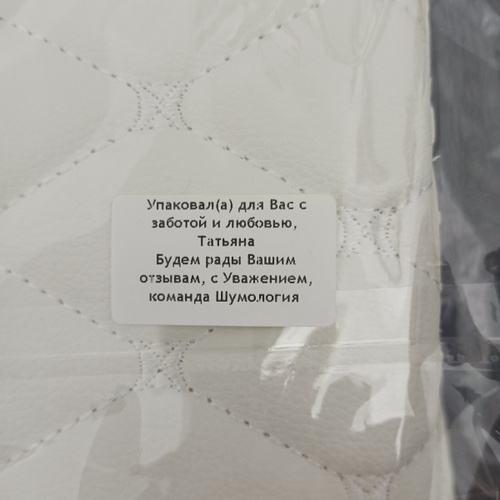 Упаковал(а) для Вас с
заботой и любовью,
Татьяна
Будем рады Вашим
отзывам, с Уважением,
команда Шумология